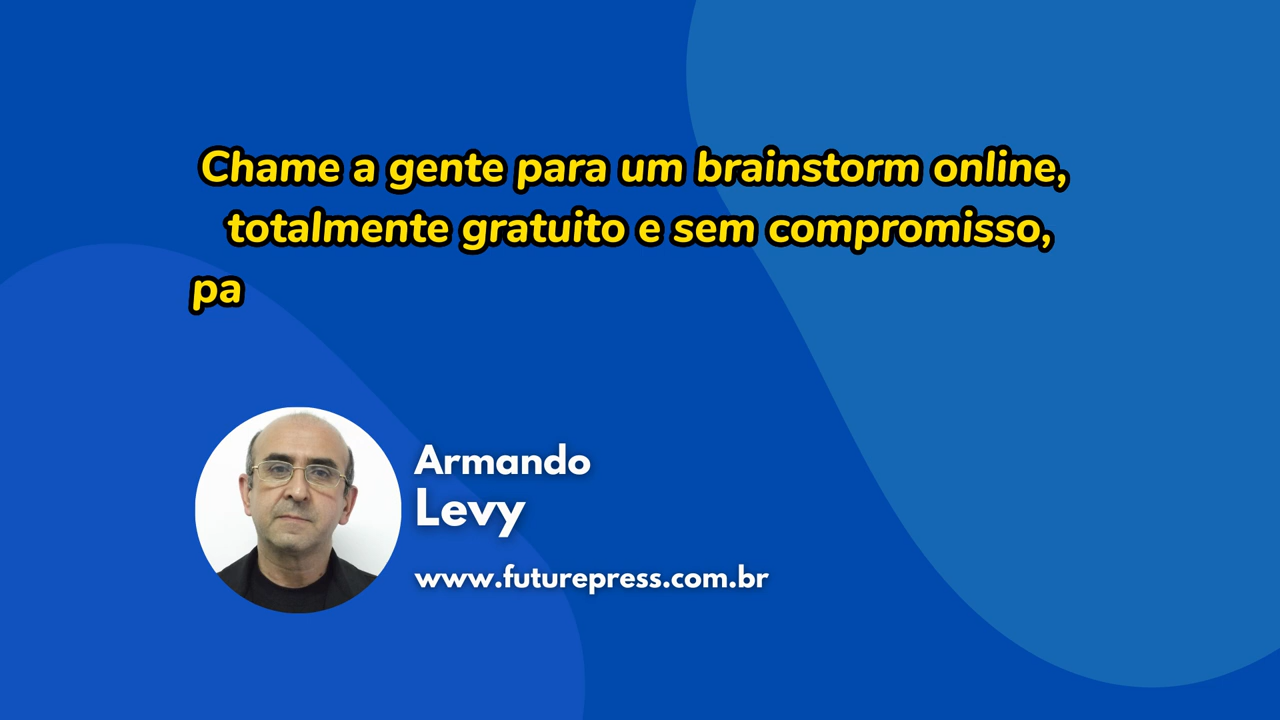 Chame a gente para um brainstorm online,
totalmente gratuito e sem compromisso,
pa
Armando
Levy
www.futurepress.com.br